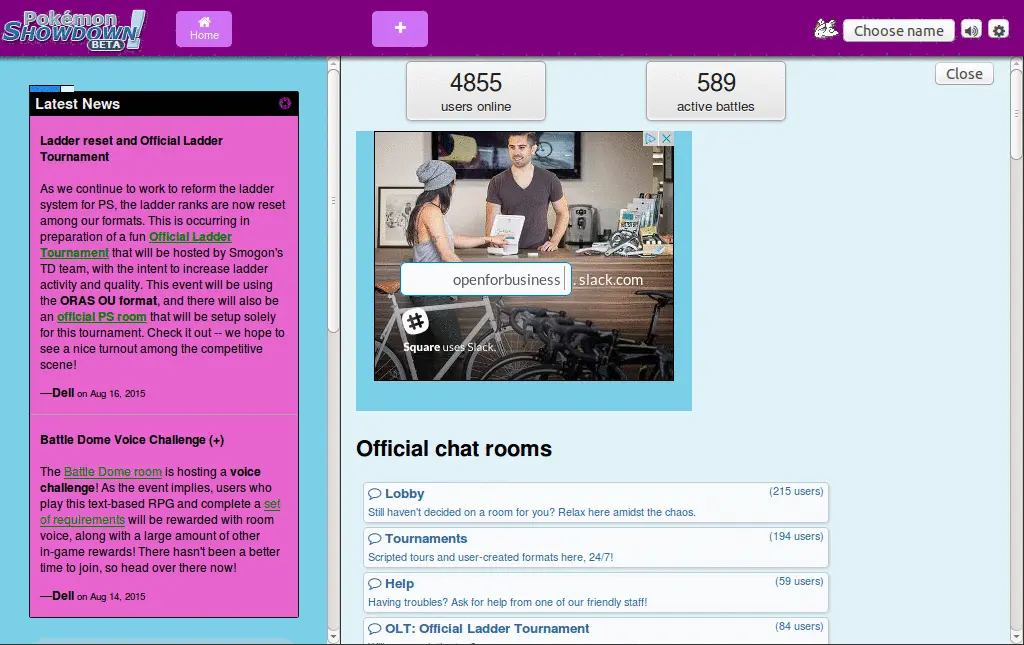 Pokémon
SHOWDOWN!
BETA
Home
+
Choose name
Close
Latest News
Ladder reset and Official Ladder
Tournament
As we continue to work to reform the ladder
system for PS, the ladder ranks are now reset
among our formats. This is occurring in
preparation of a fun Official Ladder
Tournament that will be hosted by Smogon's
TD team, with the intent to increase ladder
activity and quality. This event will be using
the ORAS OU format, and there will also be
an official PS room that will be setup solely
for this tournament. Check it out -- we hope to
see a nice turnout among the competitive
scene!
—Dell on Aug 16, 2015
Battle Dome Voice Challenge (+)
The Battle Dome room is hosting a voice
challenge! As the event implies, users who
play this text-based RPG and complete a set
of requirements will be rewarded with room
voice, along with a large amount of other
in-game rewards! There hasn't been a better
time to join, so head over there now!
—Dell on Aug 14, 2015
4855
users online
589
active battles
openforbusiness .slack.com
Square uses Slack.
Official chat rooms
Lobby (215 users)
Still haven't decided on a room for you? Relax here amidst the chaos.
Tournaments (194 users)
Scripted tours and user-created formats here, 24/7!
Help (59 users)
Having troubles? Ask for help from one of our friendly staff!
OLT: Official Ladder Tournament (84 users)